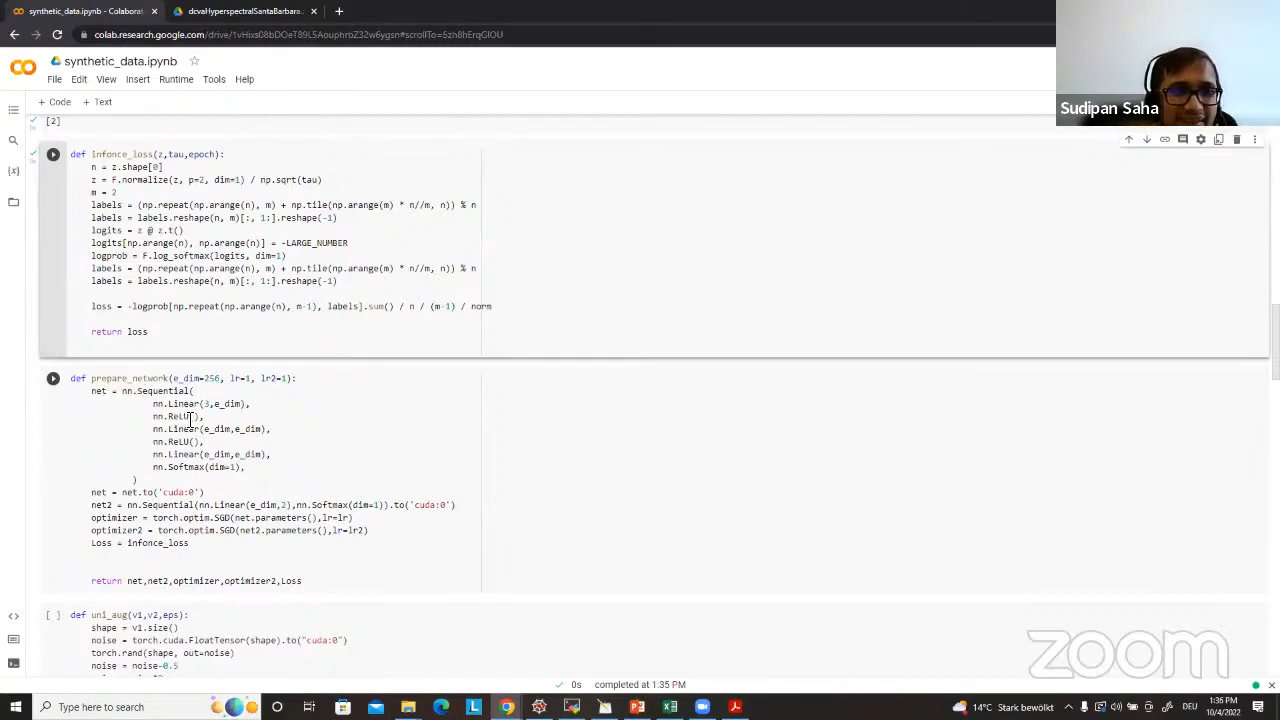 synthetic_data.ipynb - Colaborat
dcvaHyperspectralSantaBarbara.
colab.research.google.com/drive/1vHixs08bDOeT89L5AouphrbZ32w6ygsn#scrollTo=5zh8hErqGlOU
Sudipan Saha
synthetic_data.ipynb
File Edit View Insert Runtime Tools Help
+ Code + Text
[2]
0s
def infonce_loss(z,tau,epoch):
n = z.shape[0]
z = F.normalize(z, p=2, dim=1) / np.sqrt(tau)
m = 2
labels = (np.repeat(np.arange(n), m) + np.tile(np.arange(m) * n//m, n)) % n
labels = labels.reshape(n, m)[:, 1:].reshape(-1)
logits = z @ z.t()
logits[np.arange(n), np.arange(n)] = -LARGE_NUMBER
logprob = F.log_softmax(logits, dim=1)
labels = (np.repeat(np.arange(n), m) + np.tile(np.arange(m) * n//m, n)) % n
labels = labels.reshape(n, m)[:, 1:].reshape(-1)
loss = -logprob[np.repeat(np.arange(n), m-1), labels].sum() / n / (m-1) / norm
return loss
def prepare_network(e_dim=256, lr=1, lr2=1):
net = nn.Sequential(
nn.Linear(3,e_dim),
nn.ReLU(),
nn.Linear(e_dim,e_dim),
nn.ReLU(),
nn.Linear(e_dim,e_dim),
nn.Softmax(dim=1),
)
net = net.to('cuda:0')
net2 = nn.Sequential(nn.Linear(e_dim,2),nn.Softmax(dim=1)).to('cuda:0')
optimizer = torch.optim.SGD(net.parameters(),lr=lr)
optimizer2 = torch.optim.SGD(net2.parameters(),lr=lr2)
Loss = infonce_loss
return net,net2,optimizer,optimizer2,Loss
[ ] def uni_aug(v1,v2,eps):
shape = v1.size()
noise = torch.cuda.FloatTensor(shape).to("cuda:0")
torch.rand(shape, out=noise)
noise = noise-0.5
zoom
0s completed at 1:35 PM
Type here to search
14°C Stark bewölkt
DEU
1:36 PM
10/4/2022